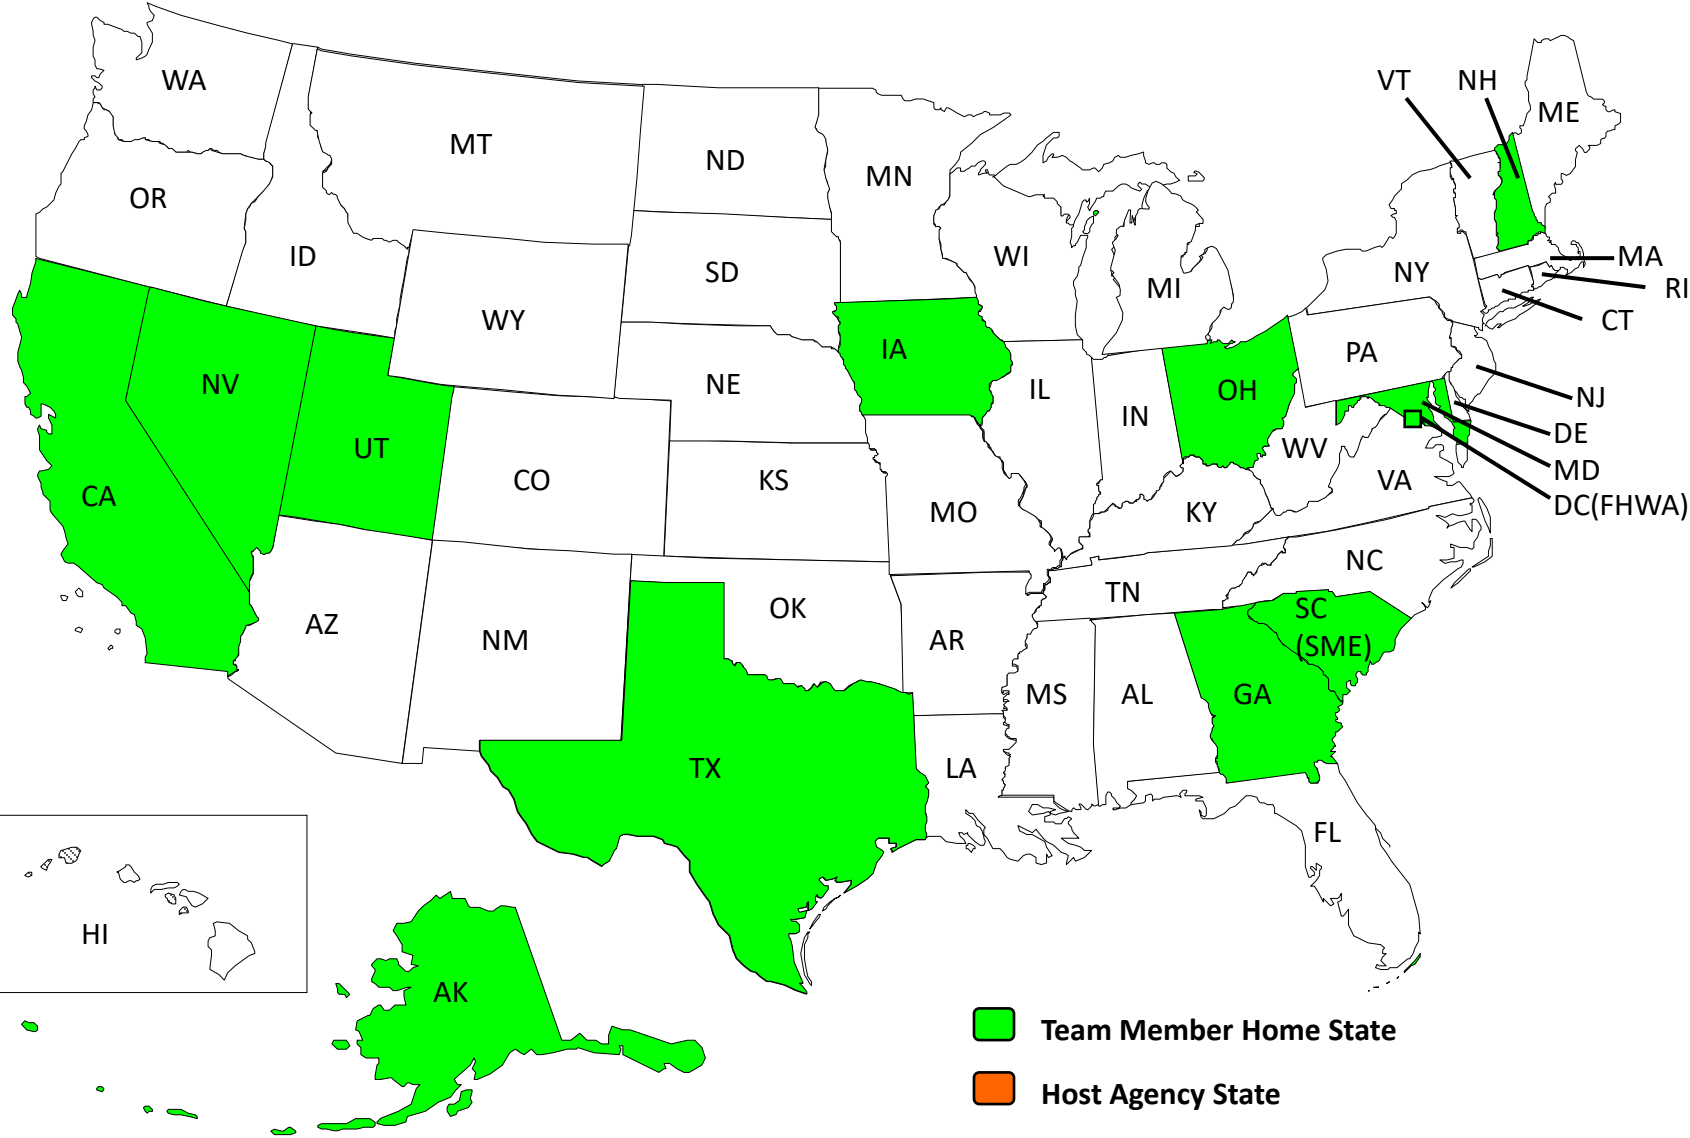 WA
VT
NH
ME
MT
ND
MN
OR
ID
SD
WI
MI
NY
MA
RI
CT
WY
IA
PA
NV
NE
IL
IN
OH
NJ
DE
UT
CO
KS
WV
MD
CA
MO
KY
VA
DC(FHWA)
AZ
NM
OK
AR
TN
NC
SC
(SME)
MS
AL
GA
TX
LA
FL
HI
AK
Team Member Home State
Host Agency State